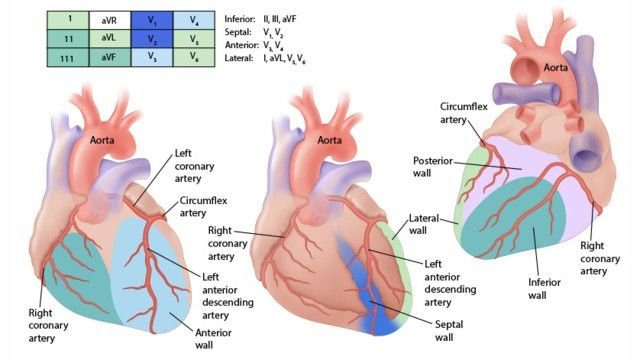 1 aVR V1 V4
11 aVL V2 V5
111 aVF V3 V6
Inferior: II, III, aVF
Septal: V1, V2
Anterior: V3, V4
Lateral: I, aVL, V5, V6
Aorta
Left
coronary
artery
Circumflex
artery
Left
anterior
descending
artery
Anterior
wall
Right
coronary
artery
Aorta
Right
coronary
artery
Lateral
wall
Left
anterior
descending
artery
Septal
wall
Aorta
Circumflex
artery
Posterior
wall
Inferior
wall
Right
coronary
artery